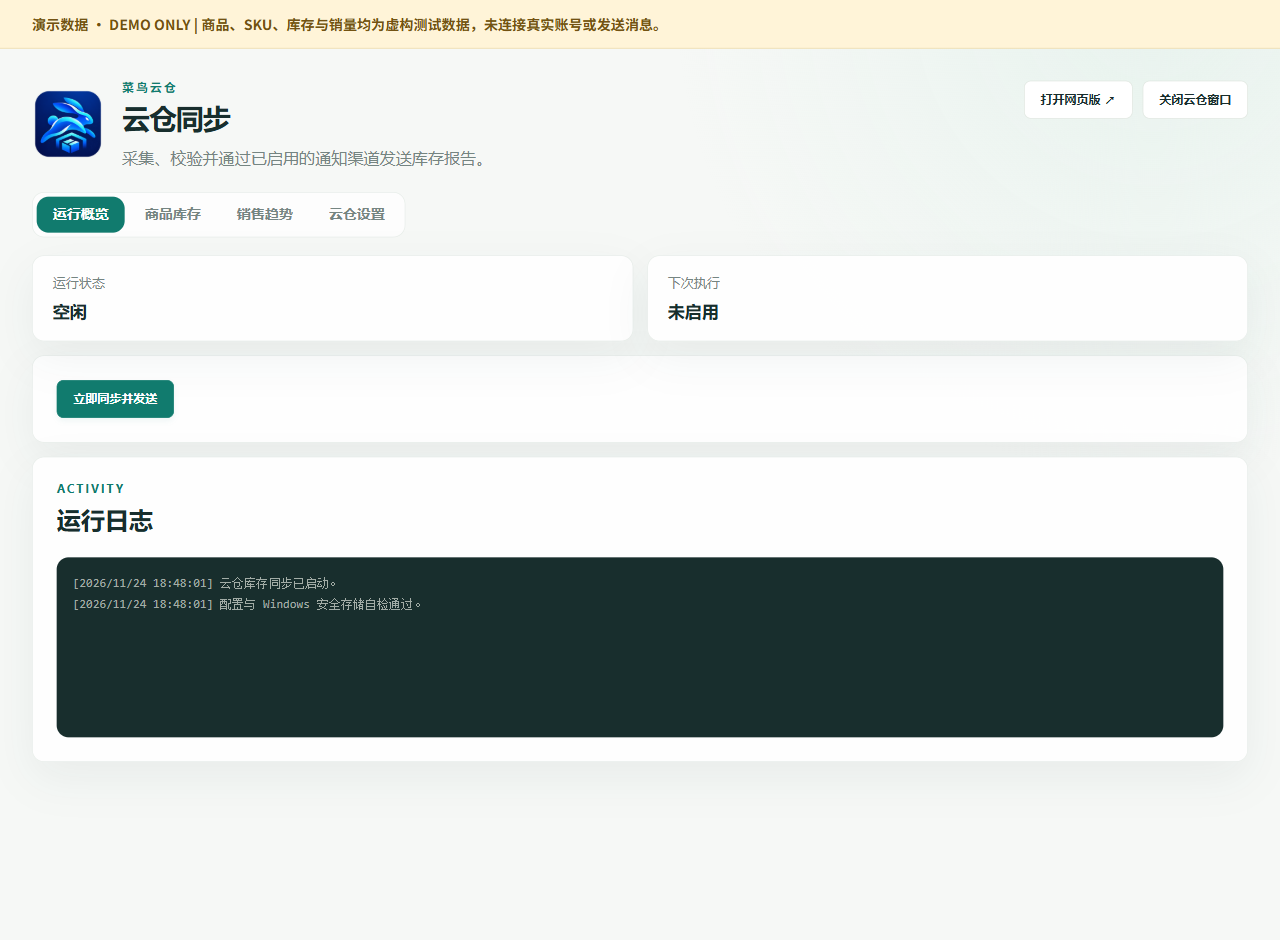 演示数据 · DEMO ONLY | 商品、SKU、库存与销量均为虚构测试数据，未连接真实账号或发送消息。
菜鸟云仓
云仓同步
采集、校验并通过已启用的通知渠道发送库存报告。
打开网页版 ↗
关闭云仓窗口
运行概览
商品库存
销售趋势
云仓设置
运行状态
空闲
下次执行
未启用
立即同步并发送
ACTIVITY
运行日志
[2026/11/24 18:48:01] 云仓库存同步已启动。
[2026/11/24 18:48:01] 配置与 Windows 安全存储自检通过。